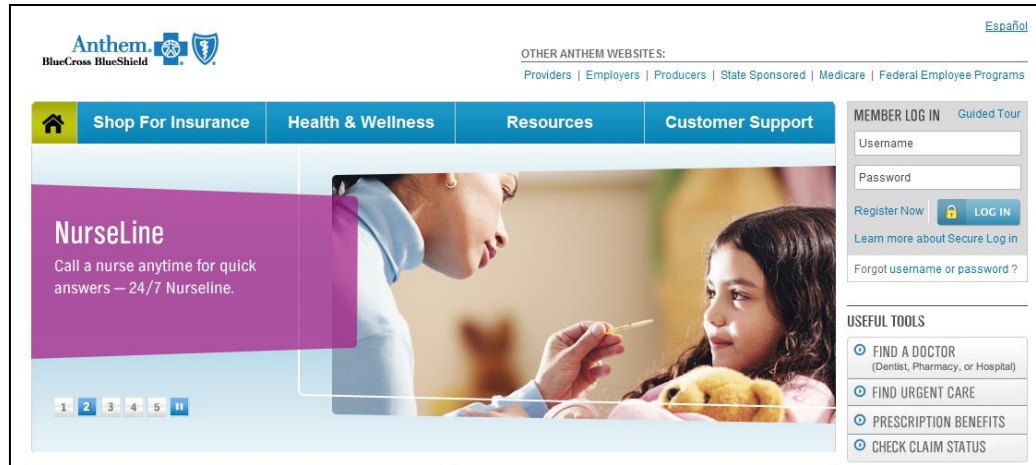 Español
Anthem.
BlueCross BlueShield
OTHER ANTHEM WEBSITES:
Providers | Employers | Producers | State Sponsored | Medicare | Federal Employee Programs
Shop For Insurance
Health & Wellness
Resources
Customer Support
NurseLine
Call a nurse anytime for quick
answers — 24/7 Nurseline.
1 2 3 4 5
MEMBER LOG IN Guided Tour
Username
Password
Register Now LOG IN
Learn more about Secure Log in
Forgot username or password ?
USEFUL TOOLS
FIND A DOCTOR
(Dentist, Pharmacy, or Hospital)
FIND URGENT CARE
PRESCRIPTION BENEFITS
CHECK CLAIM STATUS